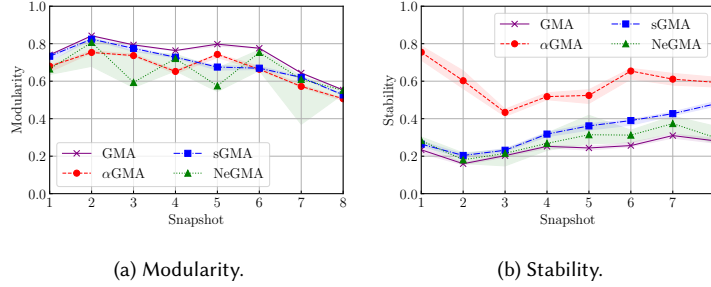 1.0
0.8
0.6
0.4
0.2
0.0
Modularity
GMA
αGMA
sGMA
NeGMA
1 2 3 4 5 6 7 8
Snapshot
(a) Modularity.
1.0
0.8
0.6
0.4
0.2
0.0
Stability
GMA
αGMA
sGMA
NeGMA
1 2 3 4 5 6 7
Snapshot
(b) Stability.